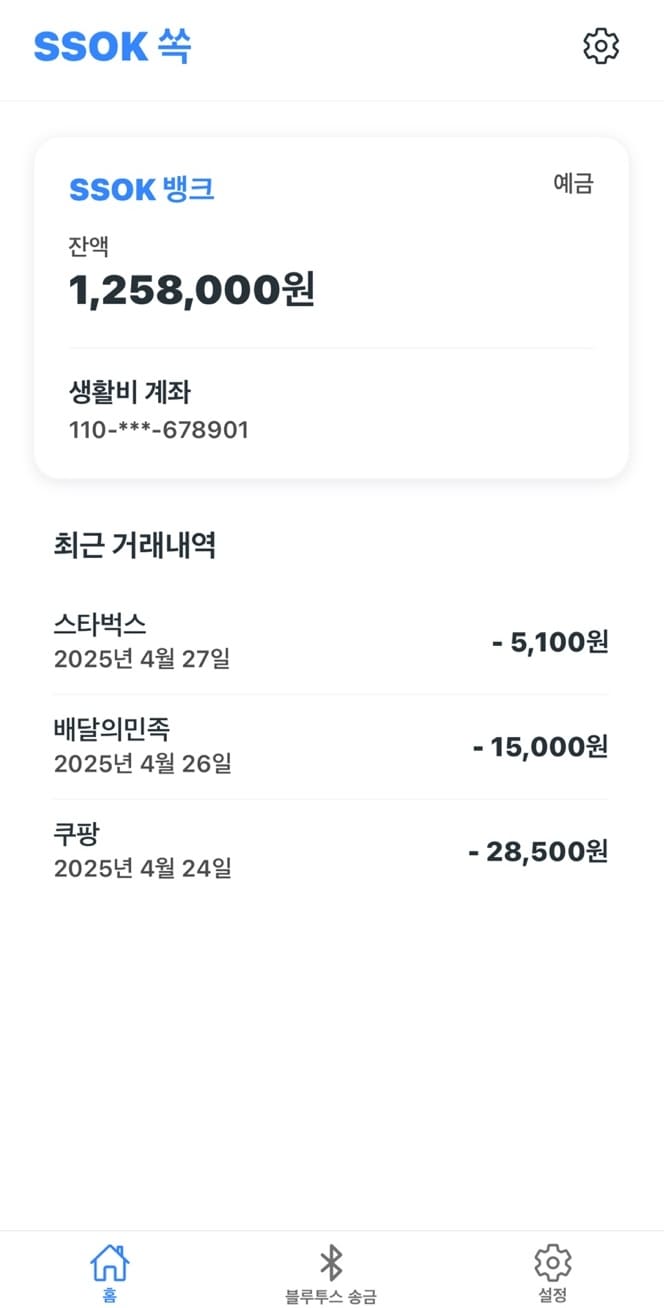 SSOK 쏙
SSOK 뱅크
예금
잔액
1,258,000원
생활비 계좌
110-***-678901
최근 거래내역
스타벅스
2025년 4월 27일
- 5,100원
배달의민족
2025년 4월 26일
- 15,000원
쿠팡
2025년 4월 24일
- 28,500원
홈
블루투스 송금
설정